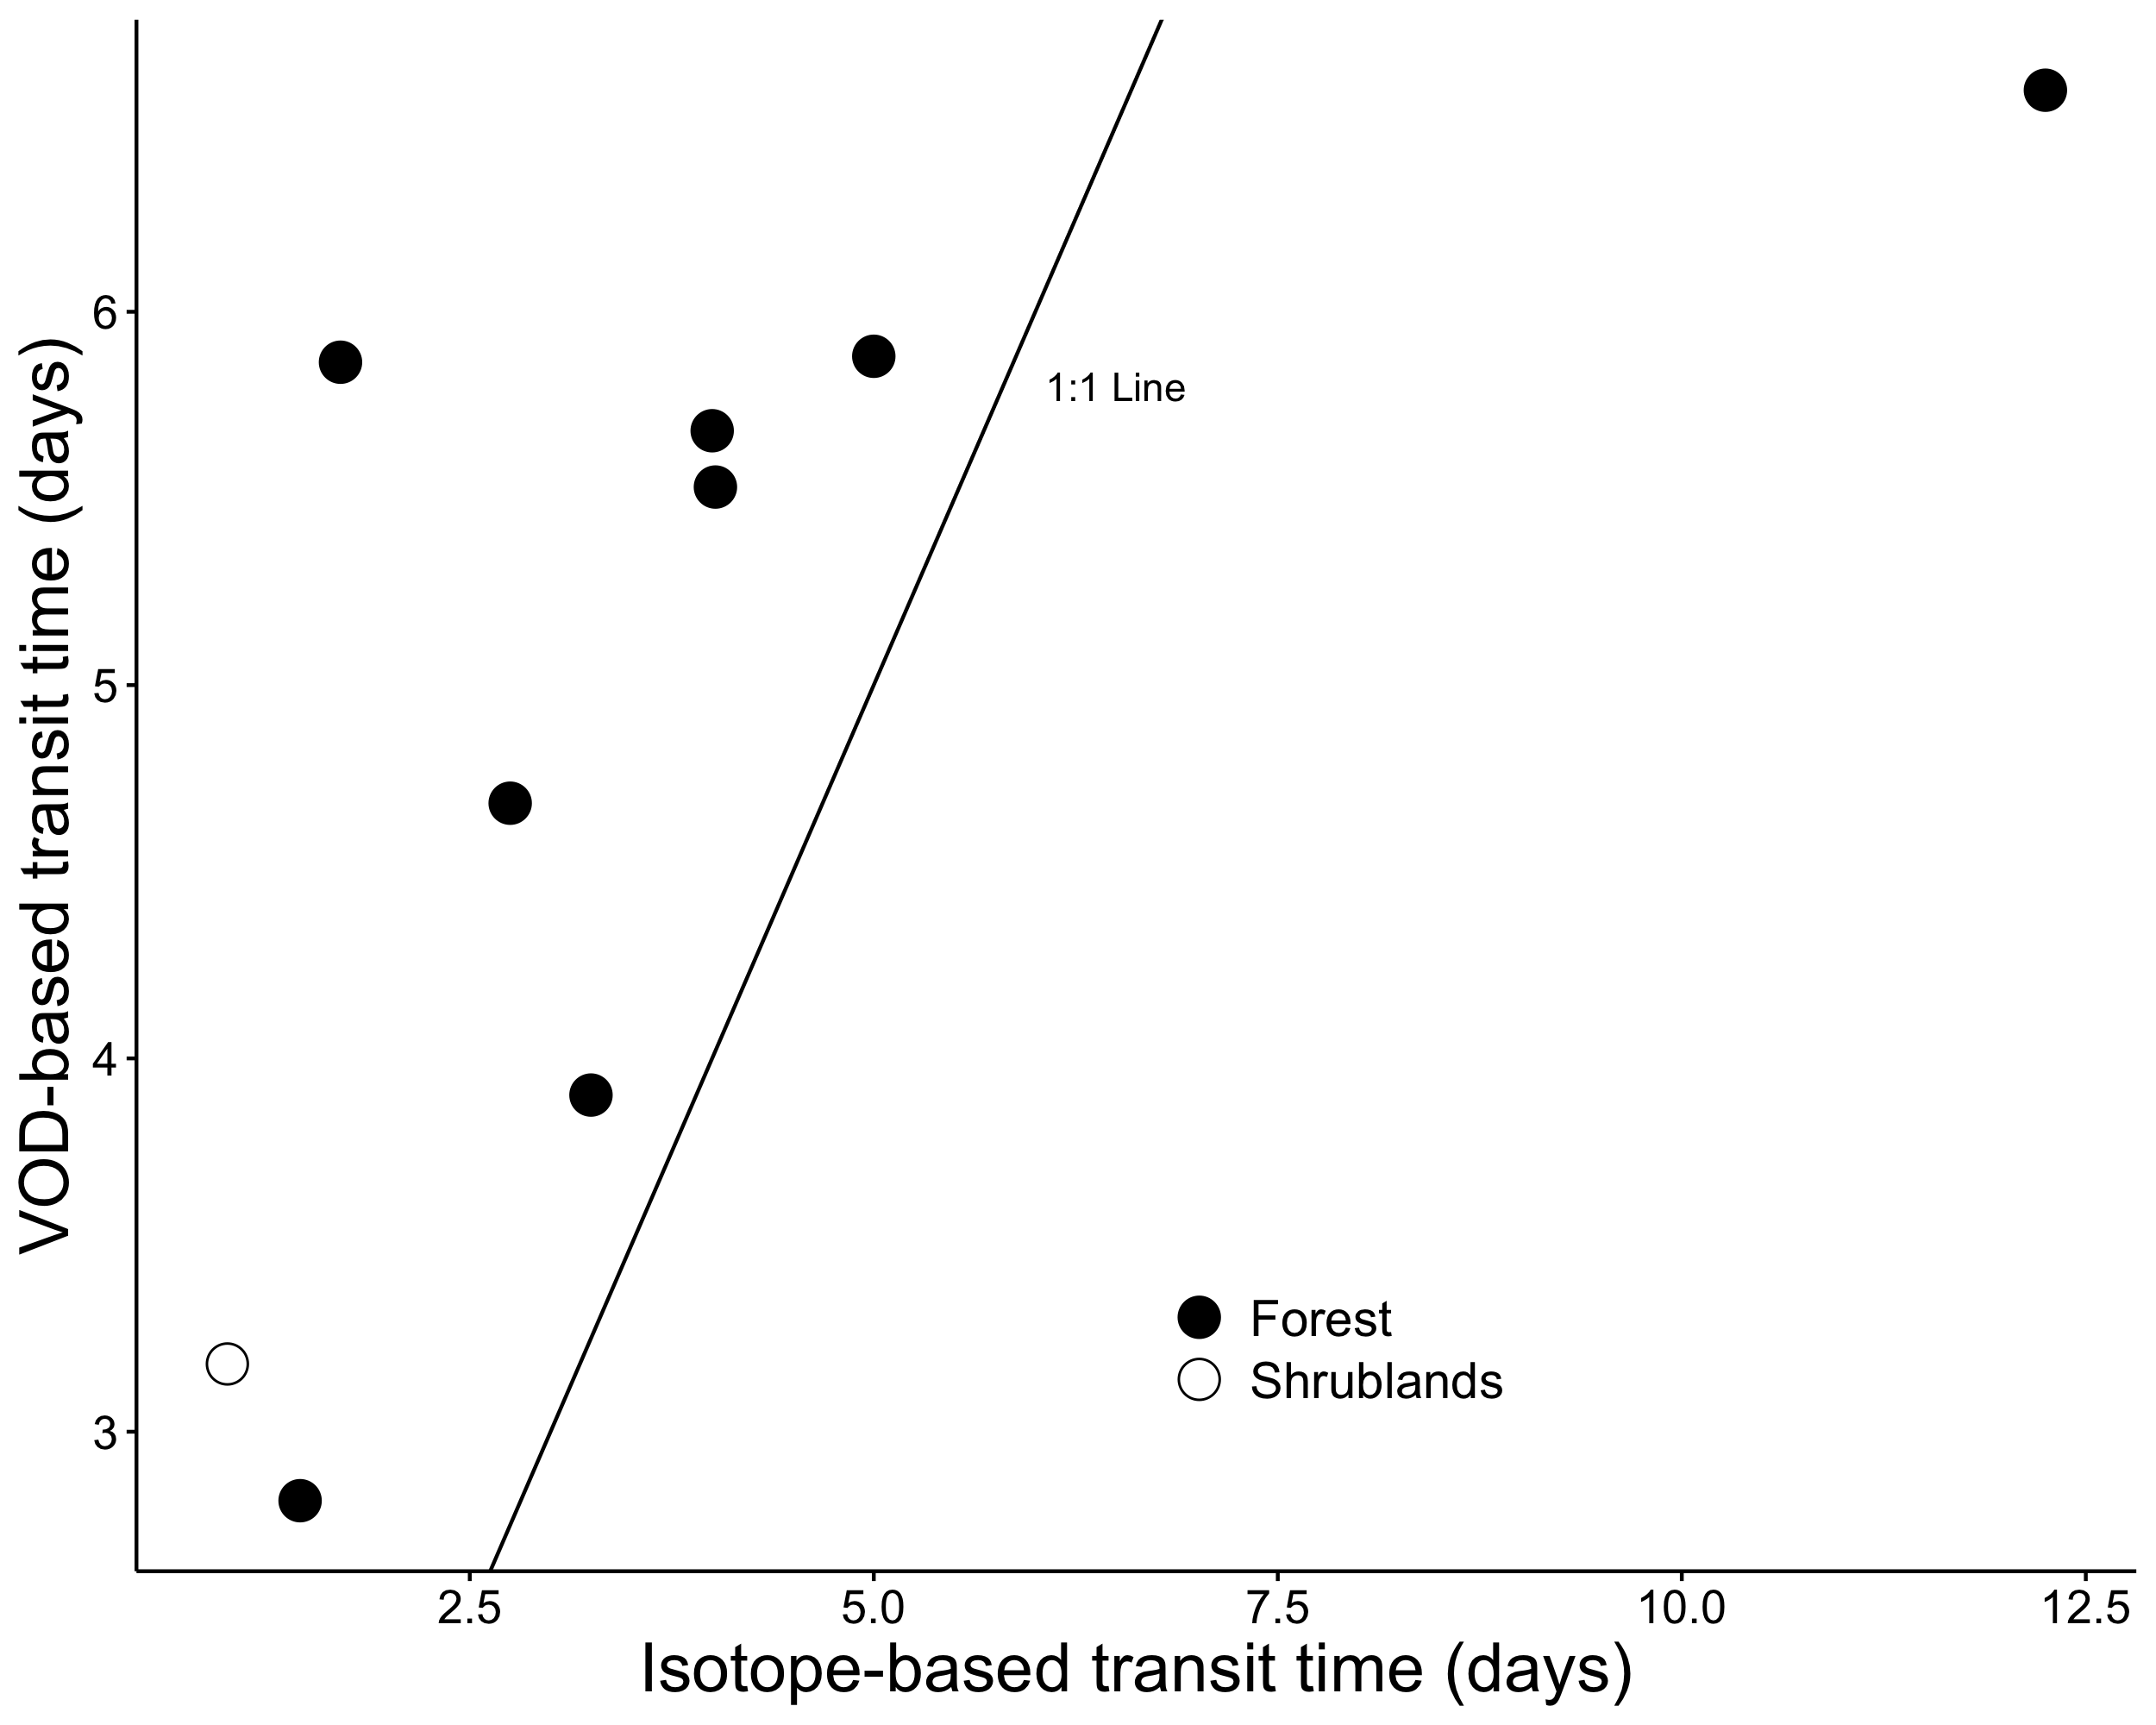 VOD-based transit time (days)
6
5
4
3
1:1 Line
Forest
Shrublands
2.5 5.0 7.5 10.0 12.5
Isotope-based transit time (days)